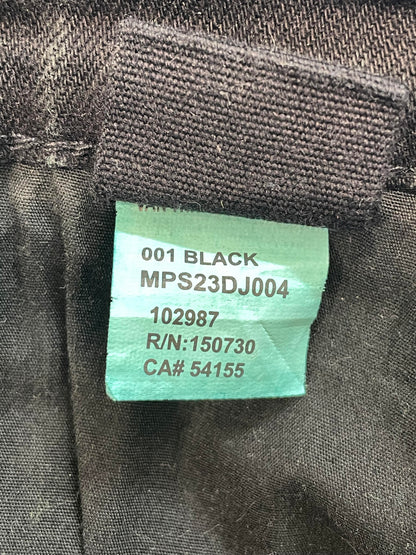 001 BLACK
MPS23DJ004
102987
R/N:150730
CA# 54155